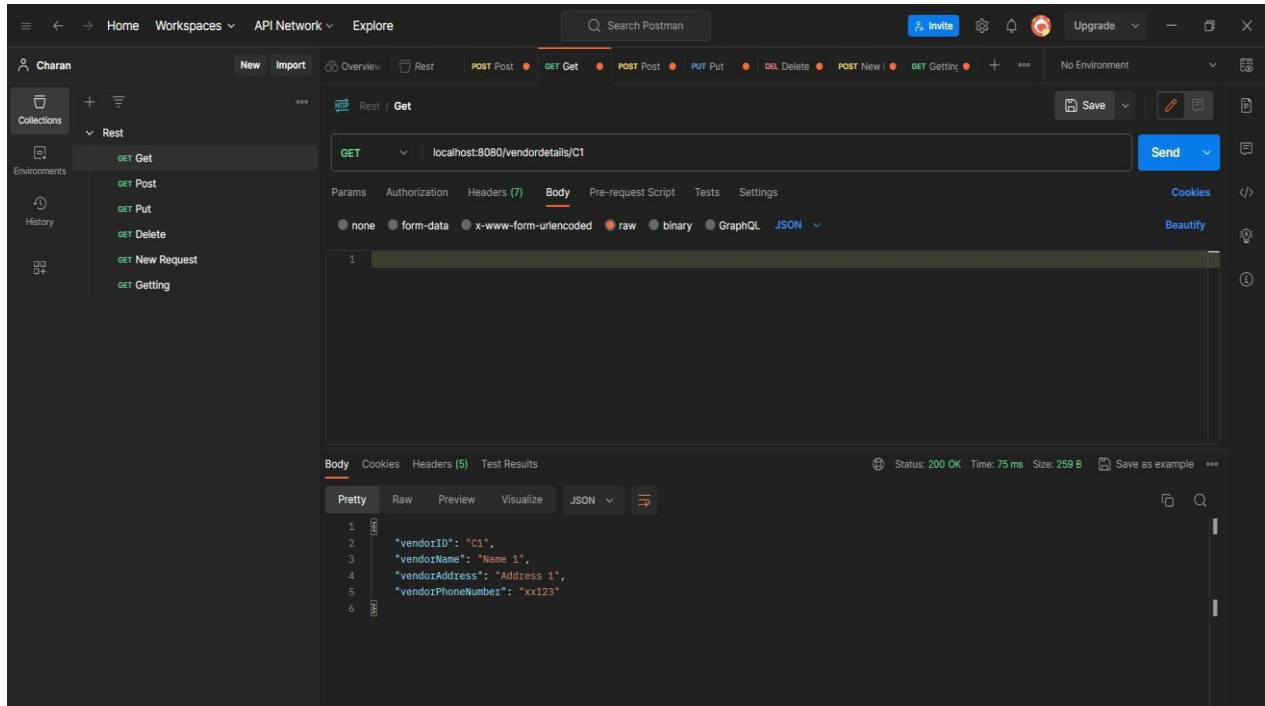 Home Workspaces API Network Explore Search Postman Invite Upgrade
Charan New Import Overview Rest POST Post GET Get POST Post PUT Put DEL Delete POST New GET Getting No Environment
Collections
Environments
History
Rest
GET Get
GET Post
GET Put
GET Delete
GET New Request
GET Getting
HTTP Rest / Get Save
GET localhost:8080/vendordetails/C1 Send
Params Authorization Headers (7) Body Pre-request Script Tests Settings Cookies
none form-data x-www-form-urlencoded raw binary GraphQL JSON Beautify
1
Body Cookies Headers (5) Test Results Status: 200 OK Time: 75 ms Size: 259 B Save as example
Pretty Raw Preview Visualize JSON
1 {
2 "vendorID": "C1",
3 "vendorName": "Name 1",
4 "vendorAddress": "Address 1",
5 "vendorPhoneNumber": "xx123"
6 }